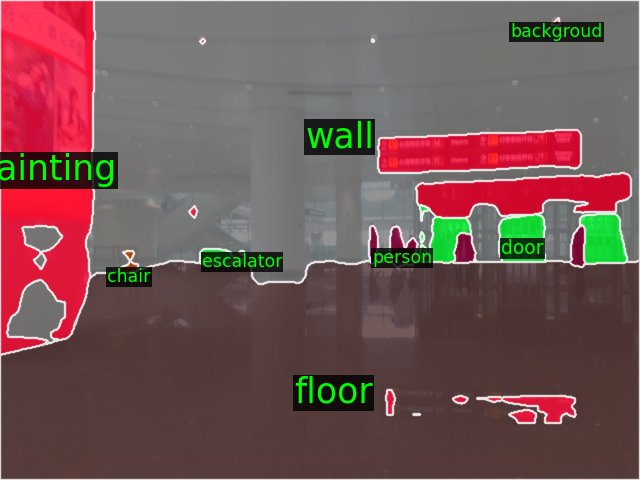 backgroud
wall
ainting
door
person
escalator
chair
floor